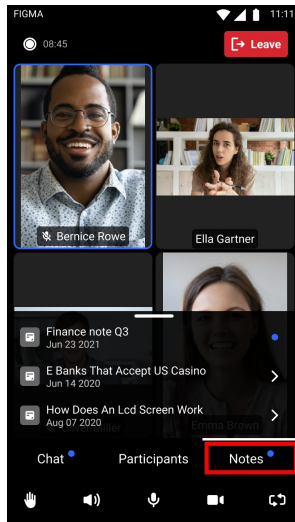 FIGMA 11:11
08:45 Leave
Bernice Rowe
Ella Gartner
Finance note Q3
Jun 23 2021
E Banks That Accept US Casino
Jun 14 2020
How Does An Lcd Screen Work
Aug 07 2020
Oliver Miller
Emma Brown
Chat Participants Notes